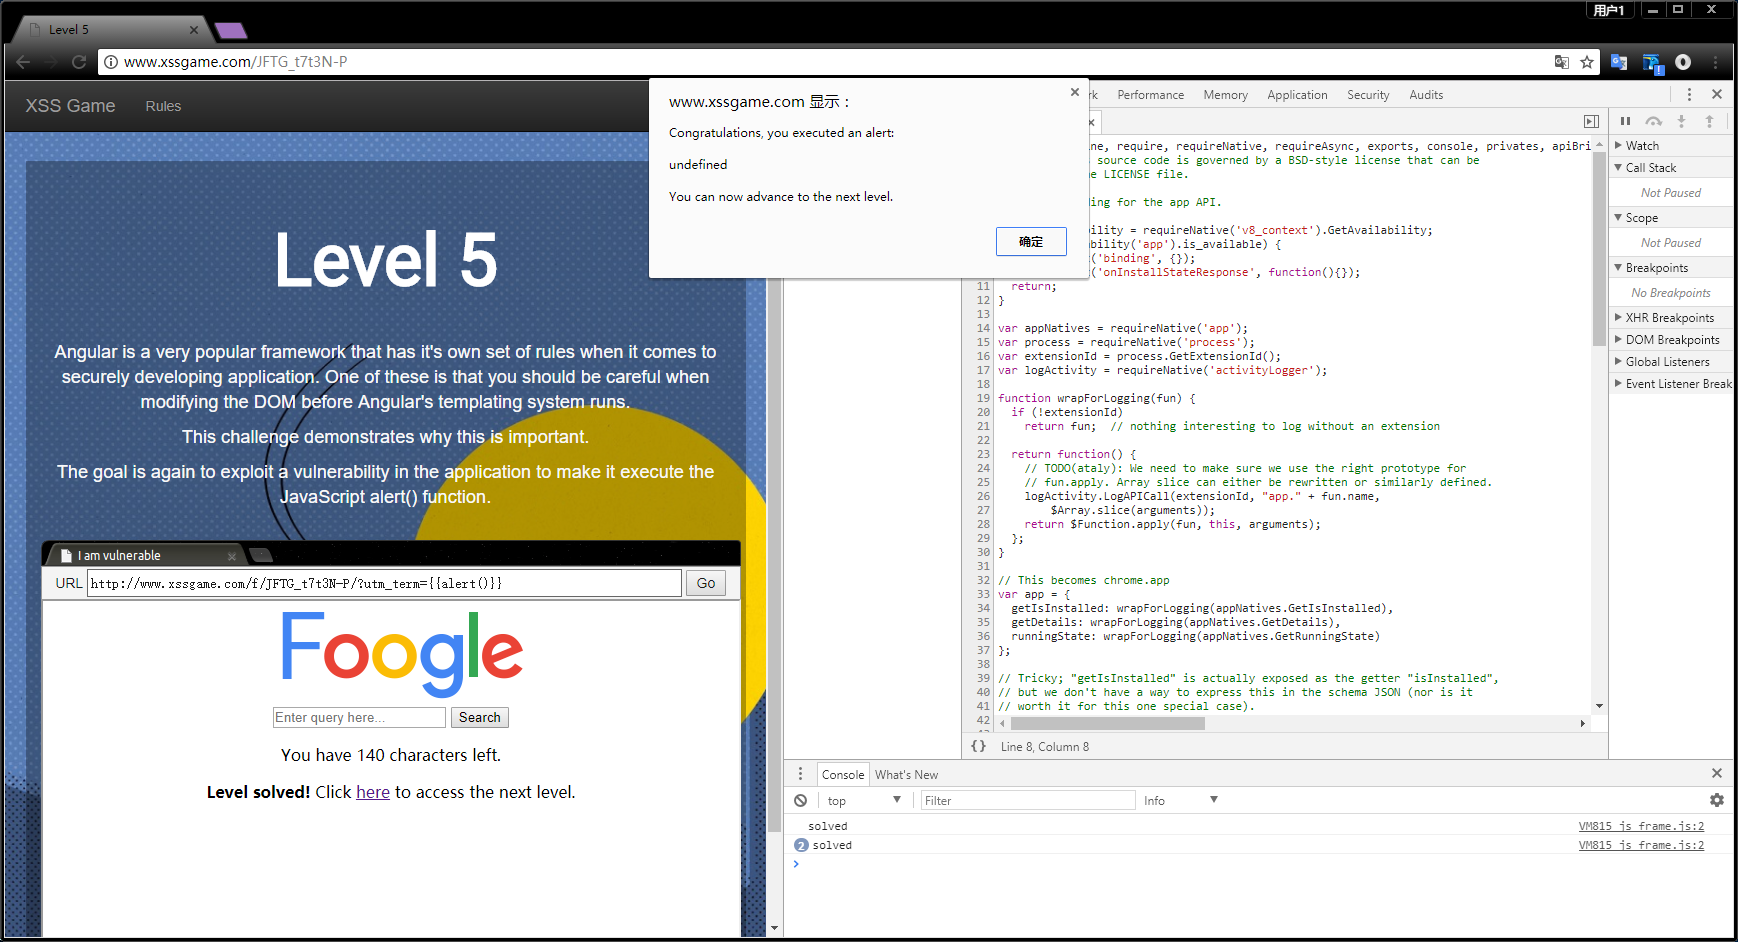 用户1
Level 5
www.xssgame.com/JFTG_t7t3N-P
XSS Game
Rules
Level 5
Angular is a very popular framework that has it's own set of rules when it comes to
securely developing application. One of these is that you should be careful when
modifying the DOM before Angular's templating system runs.
This challenge demonstrates why this is important.
The goal is again to exploit a vulnerability in the application to make it execute the
JavaScript alert() function.
I am vulnerable
URL http://www.xssgame.com/f/JFTG_t7t3N-P/?utm_term={{alert()}} Go
Foogle
Enter query here... Search
You have 140 characters left.
Level solved! Click here to access the next level.
www.xssgame.com 显示：
Congratulations, you executed an alert:
undefined
You can now advance to the next level.
确定
Performance Memory Application Security Audits
ine, require, requireNative, requireAsync, exports, console, privates, apiBri
source code is governed by a BSD-style license that can be
e LICENSE file.
ing for the app API.
bility = requireNative('v8_context').GetAvailability;
bility('app').is_available) {
('binding', {});
('onInstallStateResponse', function(){});
11 return;
12 }
13
14 var appNatives = requireNative('app');
15 var process = requireNative('process');
16 var extensionId = process.GetExtensionId();
17 var logActivity = requireNative('activityLogger');
18
19 function wrapForLogging(fun) {
20 if (!extensionId)
21 return fun;  // nothing interesting to log without an extension
22
23 return function() {
24 // TODO(ataly): We need to make sure we use the right prototype for
25 // fun.apply. Array slice can either be rewritten or similarly defined.
26 logActivity.LogAPICall(extensionId, "app." + fun.name,
27 $Array.slice(arguments));
28 return $Function.apply(fun, this, arguments);
29 };
30 }
31
32 // This becomes chrome.app
33 var app = {
34 getIsInstalled: wrapForLogging(appNatives.GetIsInstalled),
35 getDetails: wrapForLogging(appNatives.GetDetails),
36 runningState: wrapForLogging(appNatives.GetRunningState)
37 };
38
39 // Tricky; "getIsInstalled" is actually exposed as the getter "isInstalled",
40 // but we don't have a way to express this in the schema JSON (nor is it
41 // worth it for this one special case).
42
{} Line 8, Column 8
Watch
Call Stack
Not Paused
Scope
Not Paused
Breakpoints
No Breakpoints
XHR Breakpoints
DOM Breakpoints
Global Listeners
Event Listener Break
Console What's New
top Filter Info
solved VM815 js_frame.js:2
2 solved VM815 js_frame.js:2